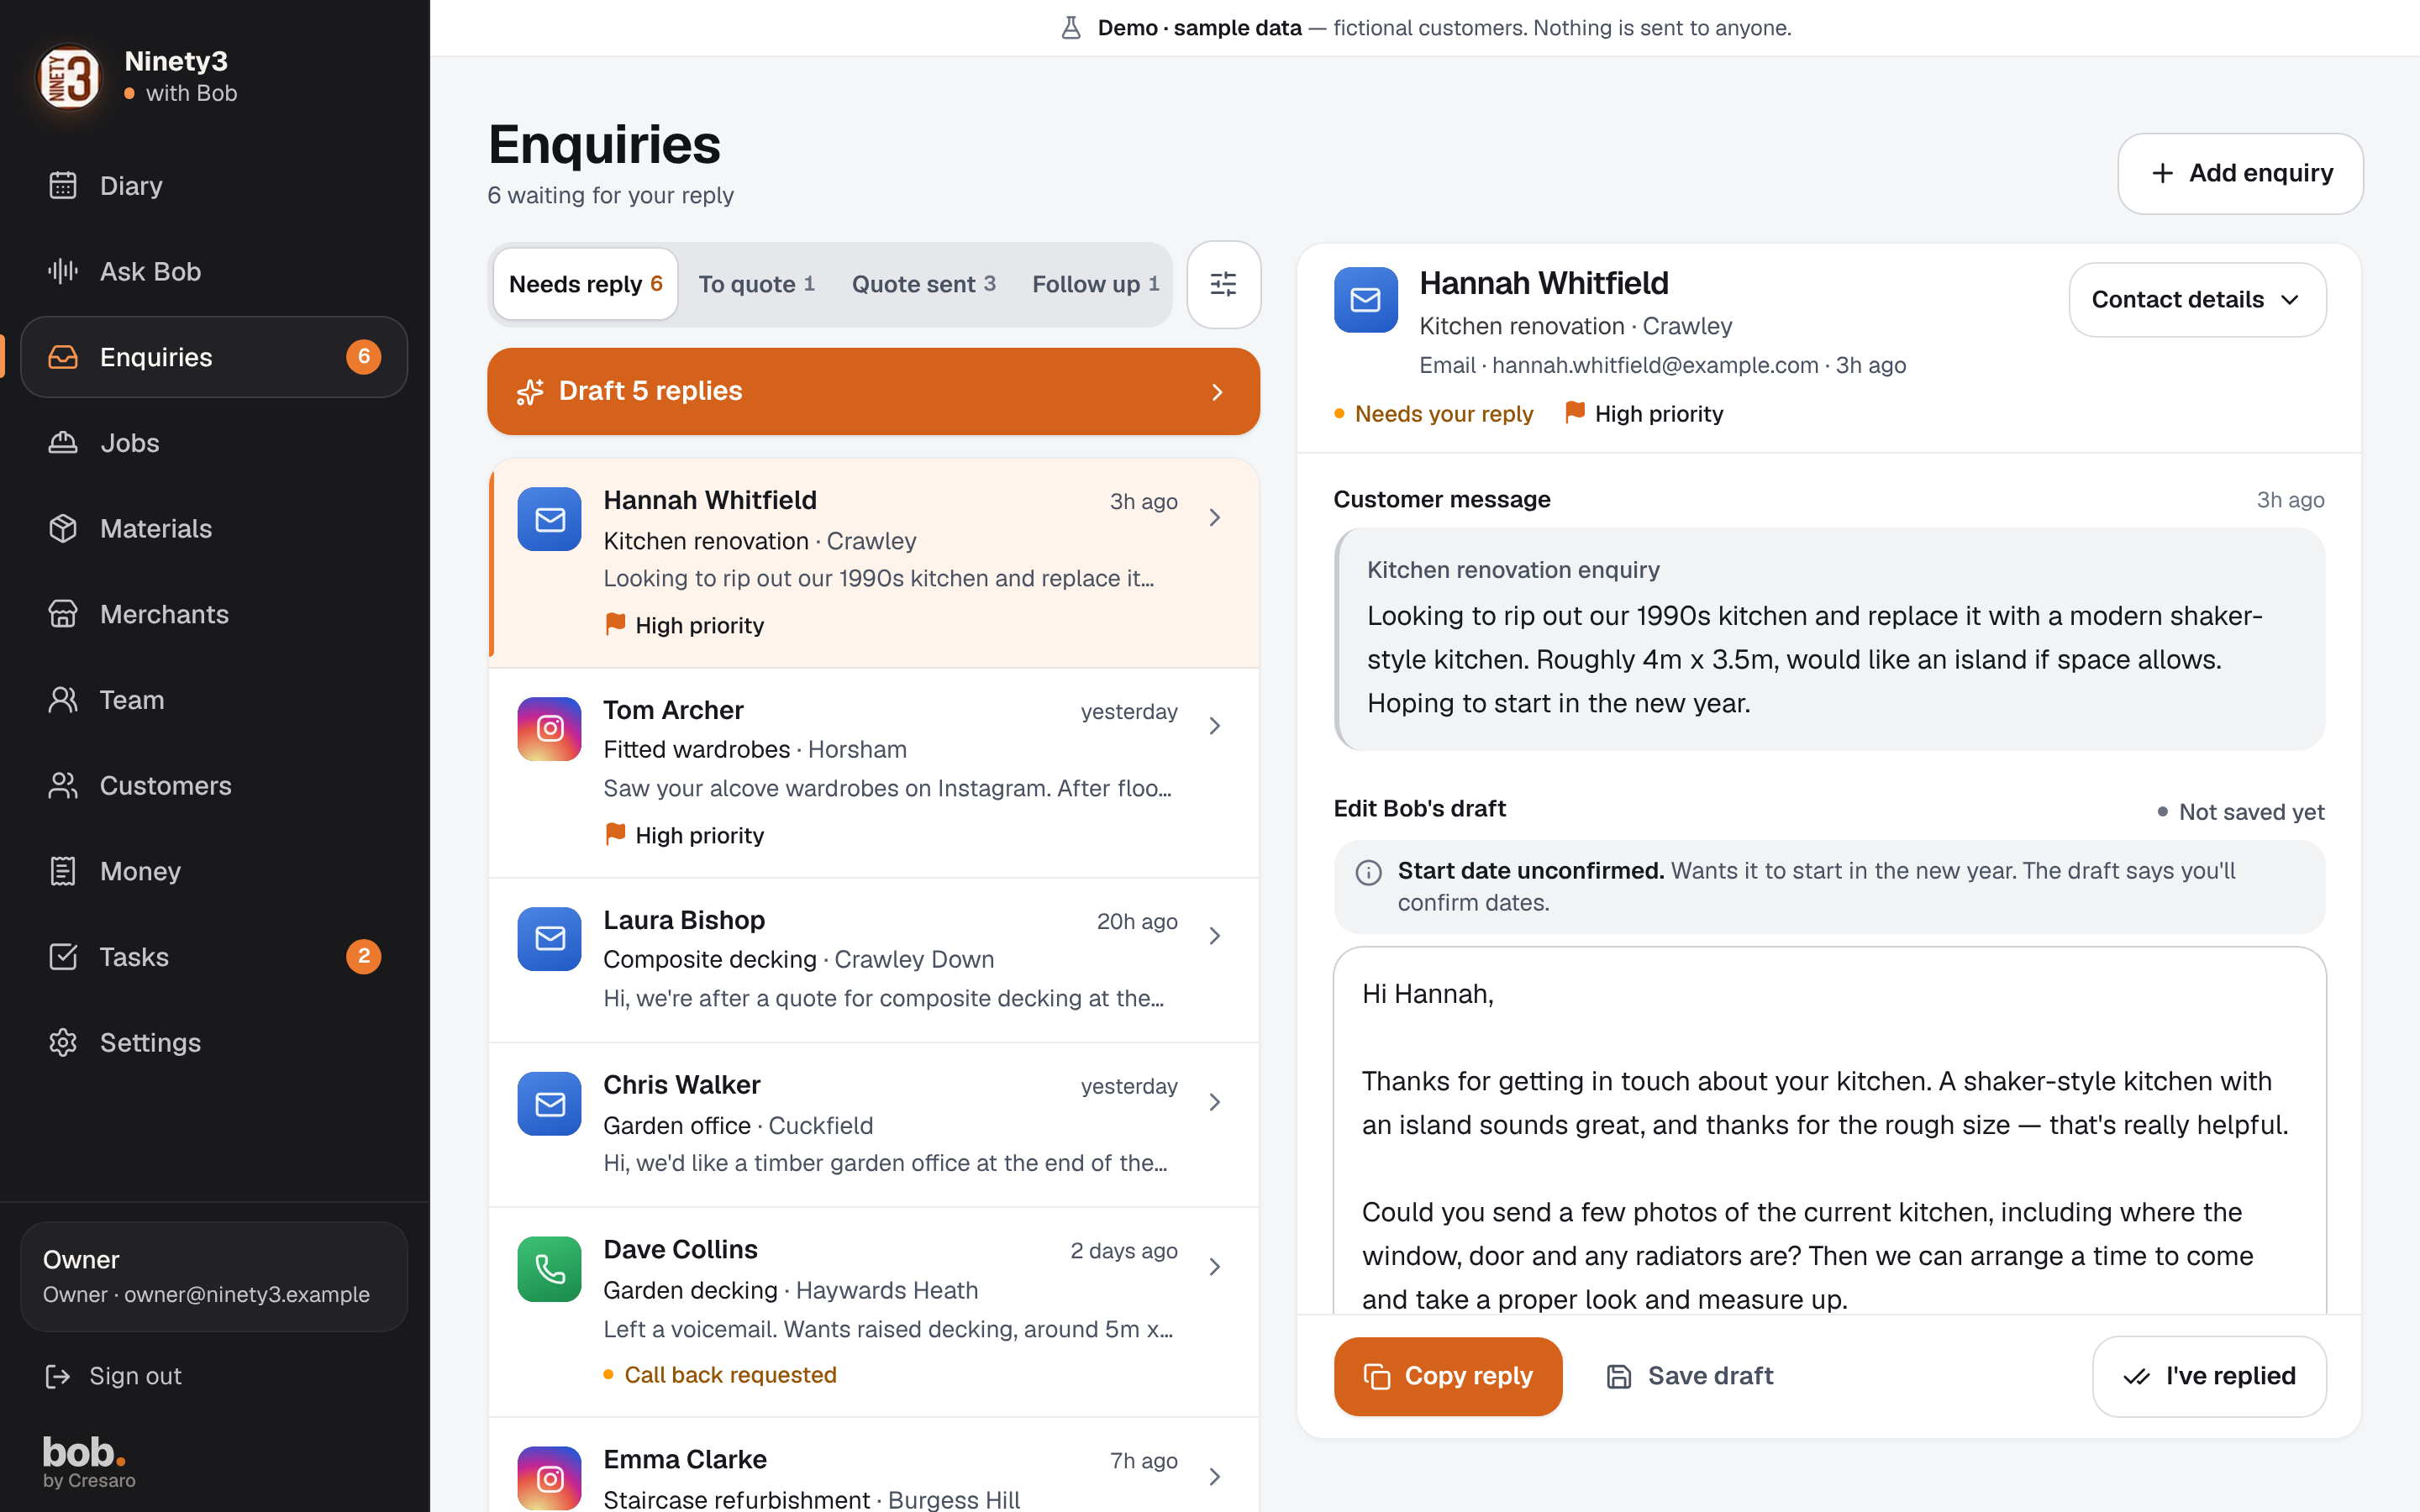 Demo · sample data — fictional customers. Nothing is sent to anyone.
NINETY 3
Ninety3
with Bob
Diary
Ask Bob
Enquiries 6
Jobs
Materials
Merchants
Team
Customers
Money
Tasks 2
Settings
Owner
Owner · owner@ninety3.example
Sign out
bob.
by Cresaro
Enquiries
6 waiting for your reply
Add enquiry
Needs reply 6 To quote 1 Quote sent 3 Follow up 1
Draft 5 replies
Hannah Whitfield 3h ago
Kitchen renovation · Crawley
Looking to rip out our 1990s kitchen and replace it...
High priority
Tom Archer yesterday
Fitted wardrobes · Horsham
Saw your alcove wardrobes on Instagram. After floo...
High priority
Laura Bishop 20h ago
Composite decking · Crawley Down
Hi, we're after a quote for composite decking at the...
Chris Walker yesterday
Garden office · Cuckfield
Hi, we'd like a timber garden office at the end of the...
Dave Collins 2 days ago
Garden decking · Haywards Heath
Left a voicemail. Wants raised decking, around 5m x...
Call back requested
Emma Clarke 7h ago
Staircase refurbishment · Burgess Hill
Hannah Whitfield
Kitchen renovation · Crawley
Email · hannah.whitfield@example.com · 3h ago
Contact details
Needs your reply High priority
Customer message 3h ago
Kitchen renovation enquiry
Looking to rip out our 1990s kitchen and replace it with a modern shaker-
style kitchen. Roughly 4m x 3.5m, would like an island if space allows.
Hoping to start in the new year.
Edit Bob's draft Not saved yet
Start date unconfirmed. Wants it to start in the new year. The draft says you'll
confirm dates.
Hi Hannah,
Thanks for getting in touch about your kitchen. A shaker-style kitchen with
an island sounds great, and thanks for the rough size — that's really helpful.
Could you send a few photos of the current kitchen, including where the
window, door and any radiators are? Then we can arrange a time to come
and take a proper look and measure up.
Copy reply Save draft I've replied